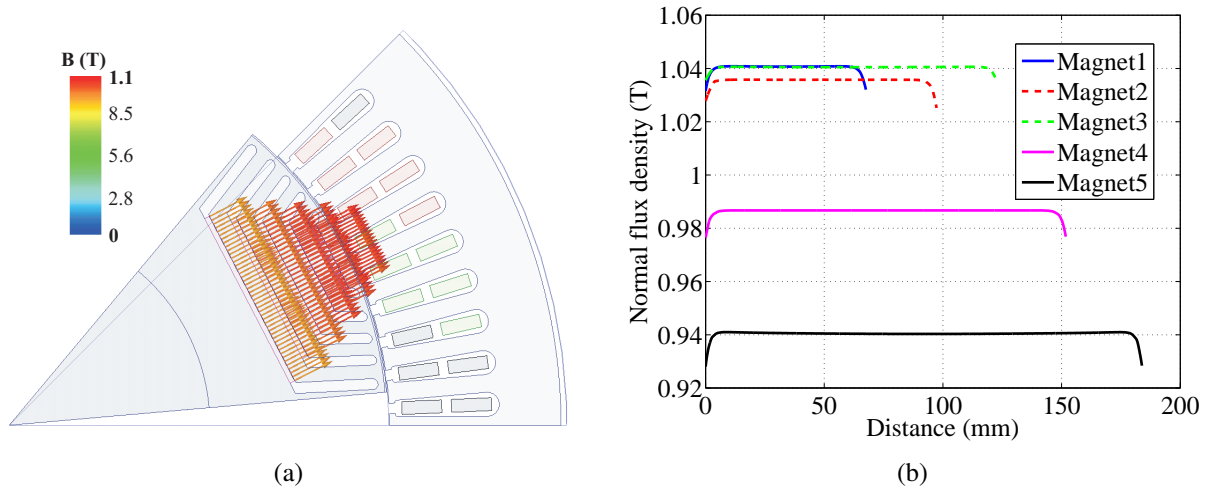 B (T)
1.1
8.5
5.6
2.8
0
(a)
Normal flux density (T)
1.06
1.04
1.02
1
0.98
0.96
0.94
0.92
Magnet1
Magnet2
Magnet3
Magnet4
Magnet5
0 50 100 150 200
Distance (mm)
(b)